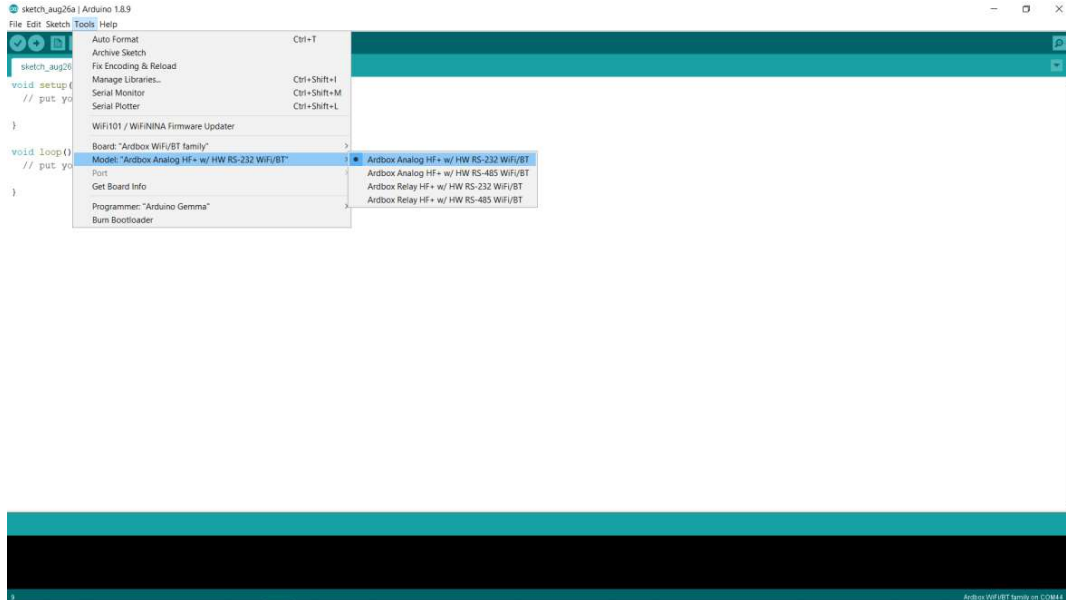 sketch_aug26a | Arduino 1.8.9
File Edit Sketch Tools Help
sketch_aug26
void setup(
// put yo
}
void loop()
// put yo
}
Auto Format Ctrl+T
Archive Sketch
Fix Encoding & Reload
Manage Libraries... Ctrl+Shift+I
Serial Monitor Ctrl+Shift+M
Serial Plotter Ctrl+Shift+L
WiFi101 / WiFiNINA Firmware Updater
Board: "Ardbox WiFi/BT family"
Model: "Ardbox Analog HF+ w/ HW RS-232 WiFi/BT"
Port
Get Board Info
Programmer: "Arduino Gemma"
Burn Bootloader
Ardbox Analog HF+ w/ HW RS-232 WiFi/BT
Ardbox Analog HF+ w/ HW RS-485 WiFi/BT
Ardbox Relay HF+ w/ HW RS-232 WiFi/BT
Ardbox Relay HF+ w/ HW RS-485 WiFi/BT
9
Ardbox WiFi/BT family on COM44